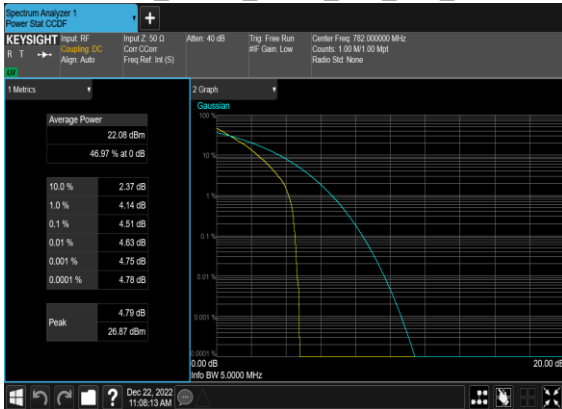 Spectrum Analyzer 1
Power Stat CCDF
+
KEYSIGHT
R T
LXI
Input: RF
Coupling: DC
Align: Auto
Input Z: 50 Ω
Corr CCorr
Freq Ref: Int (S)
Atten: 40 dB
Trig: Free Run
#IF Gain: Low
Center Freq: 782.000000 MHz
Counts: 1.00 M/1.00 Mpt
Radio Std: None
1 Metrics
Average Power
22.08 dBm
46.97 % at 0 dB
10.0 % 2.37 dB
1.0 % 4.14 dB
0.1 % 4.51 dB
0.01 % 4.63 dB
0.001 % 4.75 dB
0.0001 % 4.78 dB
Peak 4.79 dB
26.87 dBm
2 Graph
Gaussian
100 %
10 %
1 %
0.1 %
0.01 %
0.001 %
0.0001 %
0.00 dB 20.00 dB
Info BW 5.0000 MHz
?
Dec 22, 2022
11:08:13 AM